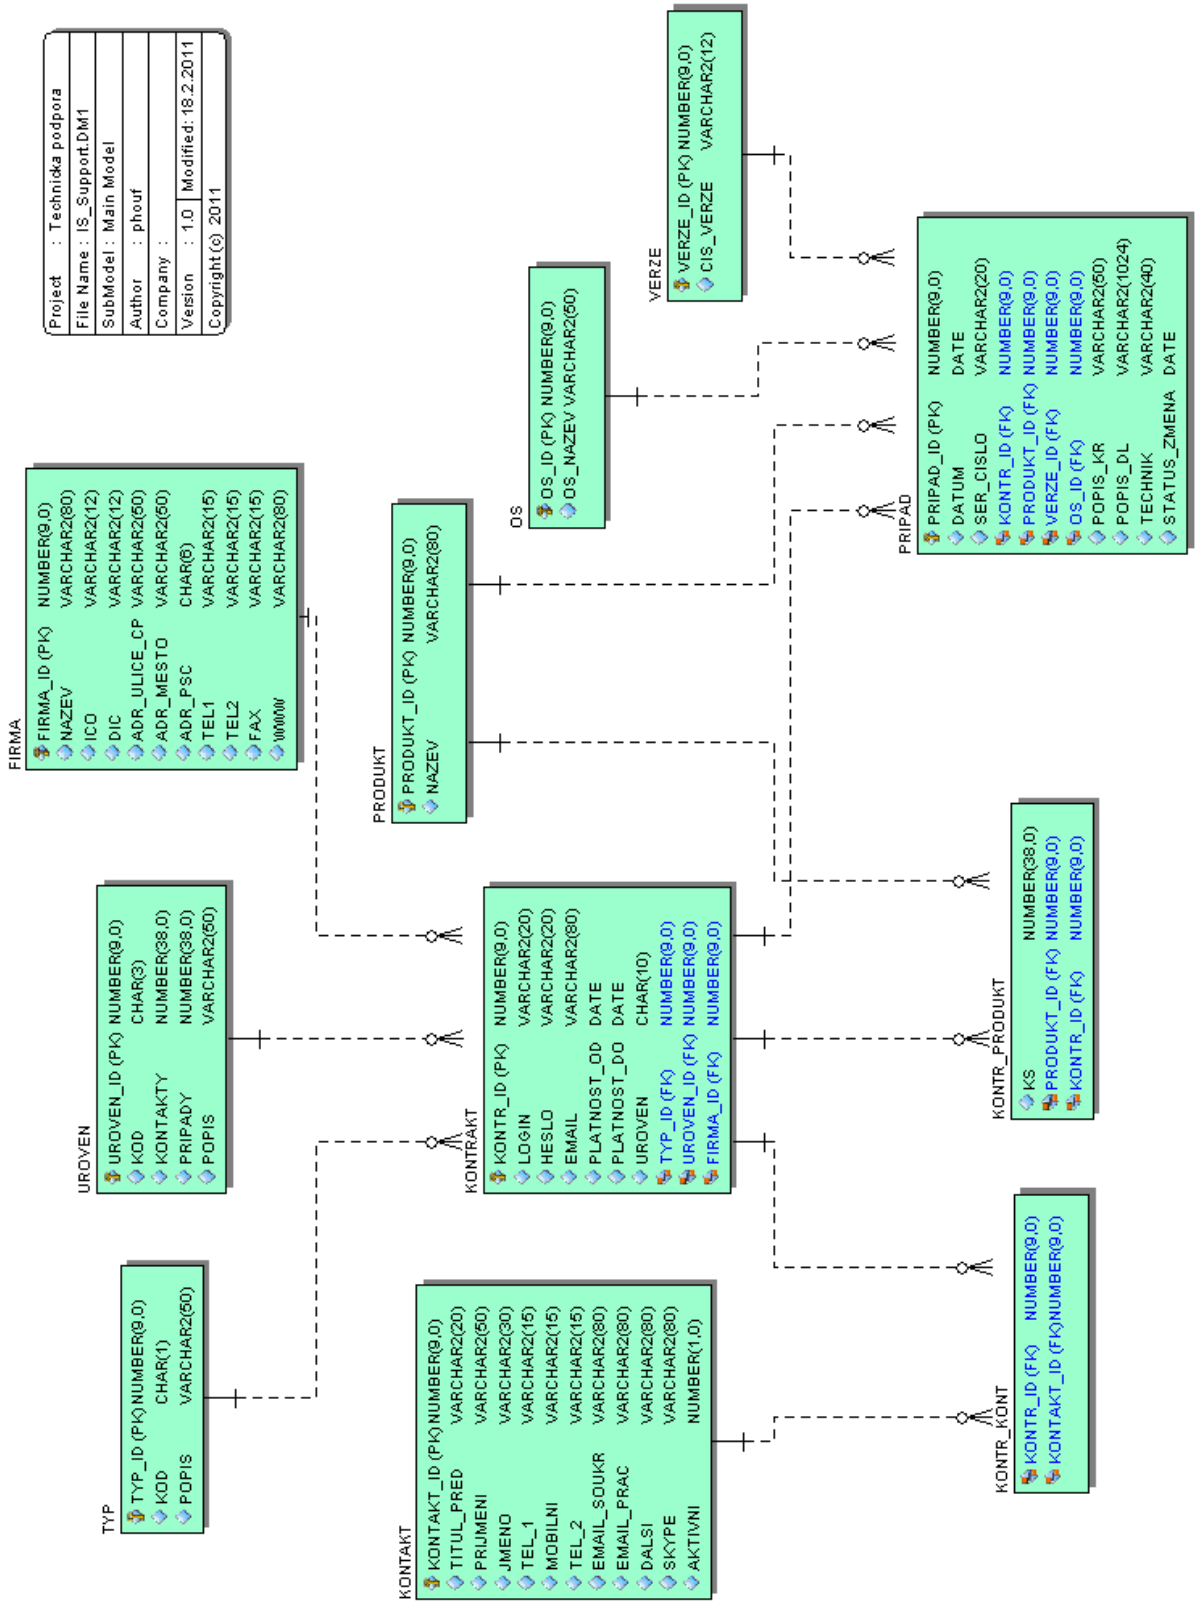 TYP
TYP_ID (PK) NUMBER(9,0)
KOD CHAR(1)
POPIS VARCHAR2(50)
UROVEN
UROVEN_ID (PK) NUMBER(9,0)
KOD CHAR(3)
KONTAKTY NUMBER(38,0)
PRIPADY NUMBER(38,0)
POPIS VARCHAR2(50)
FIRMA
FIRMA_ID (PK) NUMBER(9,0)
NAZEV VARCHAR2(80)
ICO VARCHAR2(12)
DIC VARCHAR2(12)
ADR_ULICE_CP VARCHAR2(50)
ADR_MESTO VARCHAR2(50)
ADR_PSC CHAR(6)
TEL1 VARCHAR2(15)
TEL2 VARCHAR2(15)
FAX VARCHAR2(15)
WWW VARCHAR2(80)
Project : Technicka podpora
File Name : IS_Support.DM1
SubModel : Main Model
Author : phouf
Company :
Version : 1.0 Modified: 18.2.2011
Copyright (c) 2011
KONTAKT
KONTAKT_ID (PK) NUMBER(9,0)
TITUL_PRED VARCHAR2(20)
PRIJMENI VARCHAR2(50)
JMENO VARCHAR2(30)
TEL_1 VARCHAR2(15)
MOBILNI VARCHAR2(15)
TEL_2 VARCHAR2(15)
EMAIL_SOUKR VARCHAR2(80)
EMAIL_PRAC VARCHAR2(80)
DALSI VARCHAR2(80)
SKYPE VARCHAR2(80)
AKTIVNI NUMBER(1,0)
KONTRAKT
KONTR_ID (PK) NUMBER(9,0)
LOGIN VARCHAR2(20)
HESLO VARCHAR2(20)
EMAIL VARCHAR2(80)
PLATNOST_OD DATE
PLATNOST_DO DATE
UROVEN CHAR(10)
TYP_ID (FK) NUMBER(9,0)
UROVEN_ID (FK) NUMBER(9,0)
FIRMA_ID (FK) NUMBER(9,0)
PRODUKT
PRODUKT_ID (PK) NUMBER(9,0)
NAZEV VARCHAR2(80)
OS
OS_ID (PK) NUMBER(9,0)
OS_NAZEV VARCHAR2(50)
VERZE
VERZE_ID (PK) NUMBER(9,0)
CIS_VERZE VARCHAR2(12)
KONTR_KONT
KONTR_ID (FK) NUMBER(9,0)
KONTAKT_ID (FK) NUMBER(9,0)
KONTR_PRODUKT
KS NUMBER(38,0)
PRODUKT_ID (FK) NUMBER(9,0)
KONTR_ID (FK) NUMBER(9,0)
PRIPAD
PRIPAD_ID (PK) NUMBER(9,0)
DATUM DATE
SER_CISLO VARCHAR2(20)
KONTR_ID (FK) NUMBER(9,0)
PRODUKT_ID (FK) NUMBER(9,0)
VERZE_ID (FK) NUMBER(9,0)
OS_ID (FK) NUMBER(9,0)
POPIS_KR VARCHAR2(50)
POPIS_DL VARCHAR2(1024)
TECHNIK VARCHAR2(40)
STATUS_ZMENA DATE